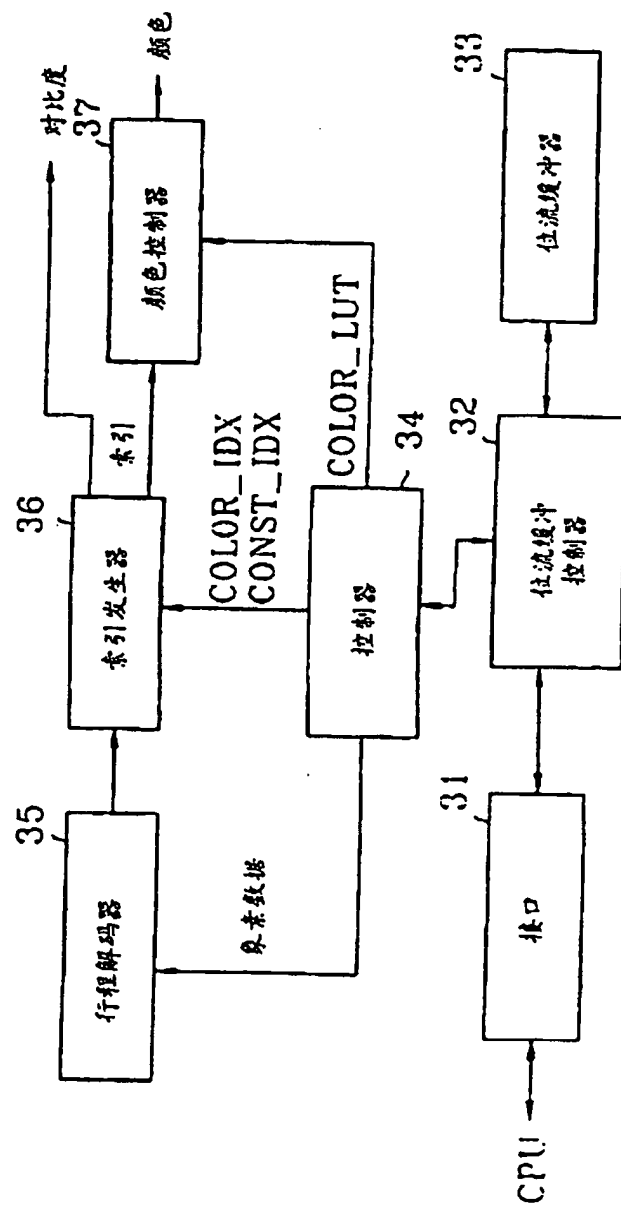 35
行程解码器
36
索引发生器
索引
对比度
37
颜色控制器
颜色
象素数据
COLOR_IDX
CONST_IDX
COLOR_LUT
34
控制器
CPU
31
接口
32
位流缓冲
控制器
33
位流缓冲器